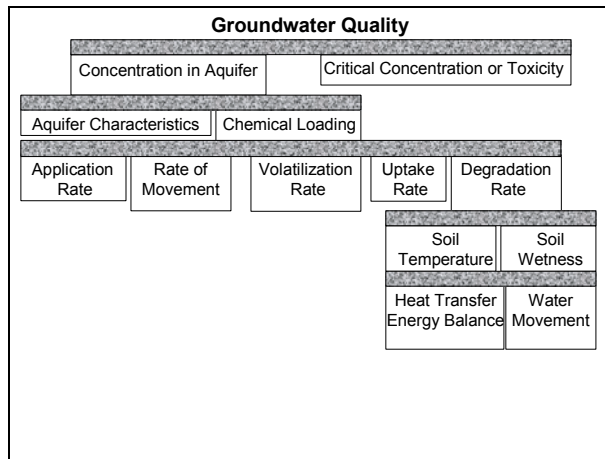 Groundwater Quality
Concentration in Aquifer
Critical Concentration or Toxicity
Aquifer Characteristics
Chemical Loading
Application
Rate
Rate of
Movement
Volatilization
Rate
Uptake
Rate
Degradation
Rate
Soil
Temperature
Soil
Wetness
Heat Transfer
Energy Balance
Water
Movement